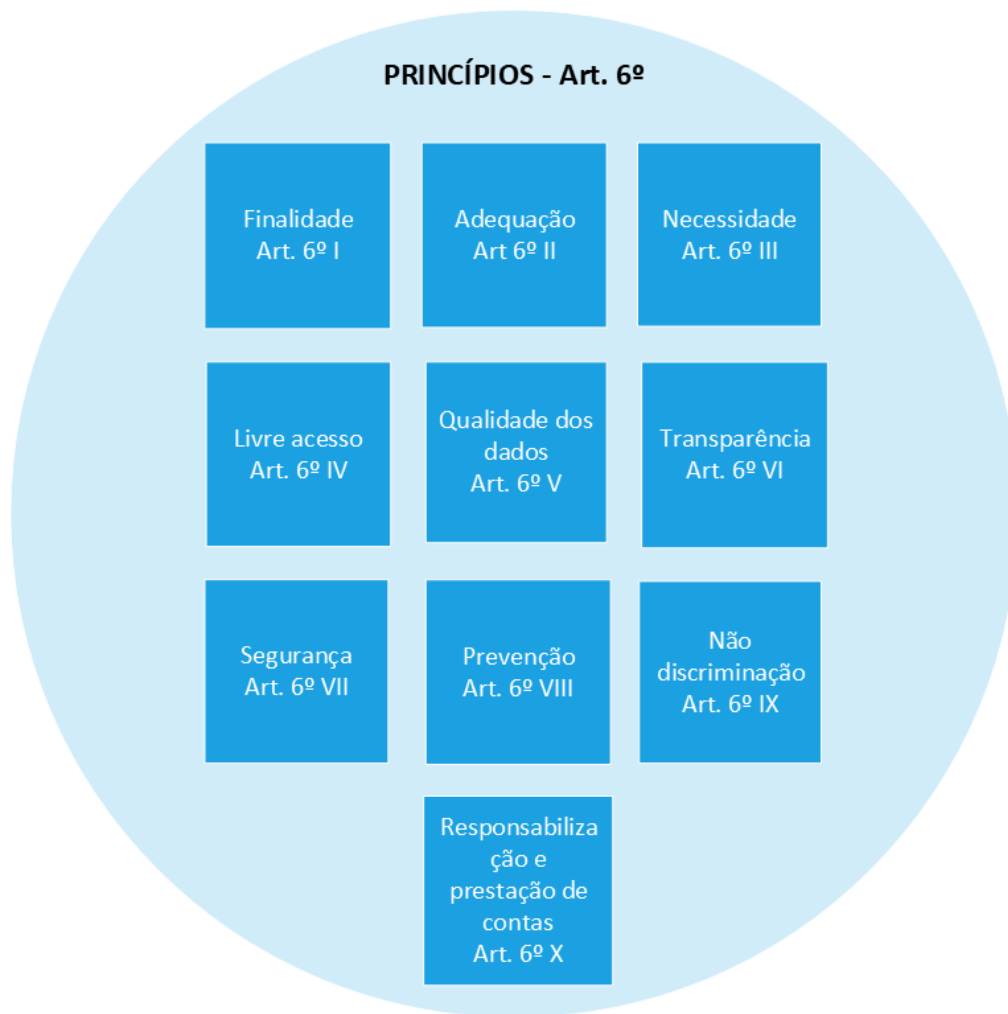 PRINCÍPIOS - Art. 6º
Finalidade
Art. 6º I
Adequação
Art 6º II
Necessidade
Art. 6º III
Livre acesso
Art. 6º IV
Qualidade dos
dados
Art. 6º V
Transparência
Art. 6º VI
Segurança
Art. 6º VII
Prevenção
Art. 6º VIII
Não
discriminação
Art. 6º IX
Responsabiliza
ção e
prestação de
contas
Art. 6º X